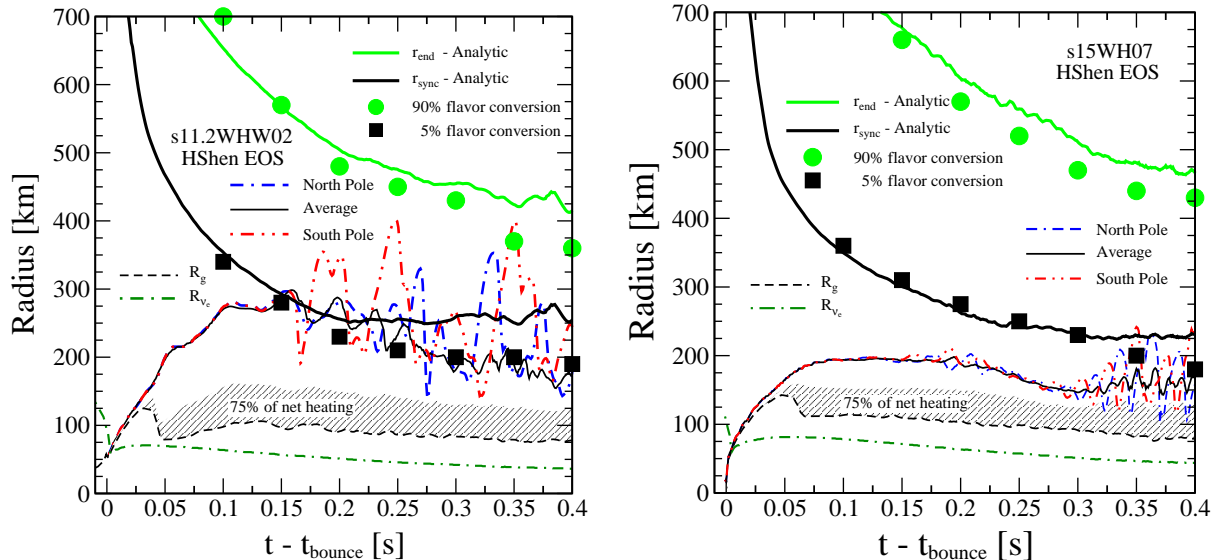 700
600
500
400
300
200
100
0
Radius [km]
r_end - Analytic
r_sync - Analytic
90% flavor conversion
5% flavor conversion
s11.2WHW02
HShen EOS
North Pole
Average
South Pole
R_g
R_νe
75% of net heating
0 0.05 0.1 0.15 0.2 0.25 0.3 0.35 0.4
t - t_bounce [s]
700
600
500
400
300
200
100
0
Radius [km]
s15WH07
HShen EOS
r_end - Analytic
r_sync - Analytic
90% flavor conversion
5% flavor conversion
North Pole
Average
South Pole
R_g
R_νe
75% of net heating
0 0.05 0.1 0.15 0.2 0.25 0.3 0.35 0.4
t - t_bounce [s]